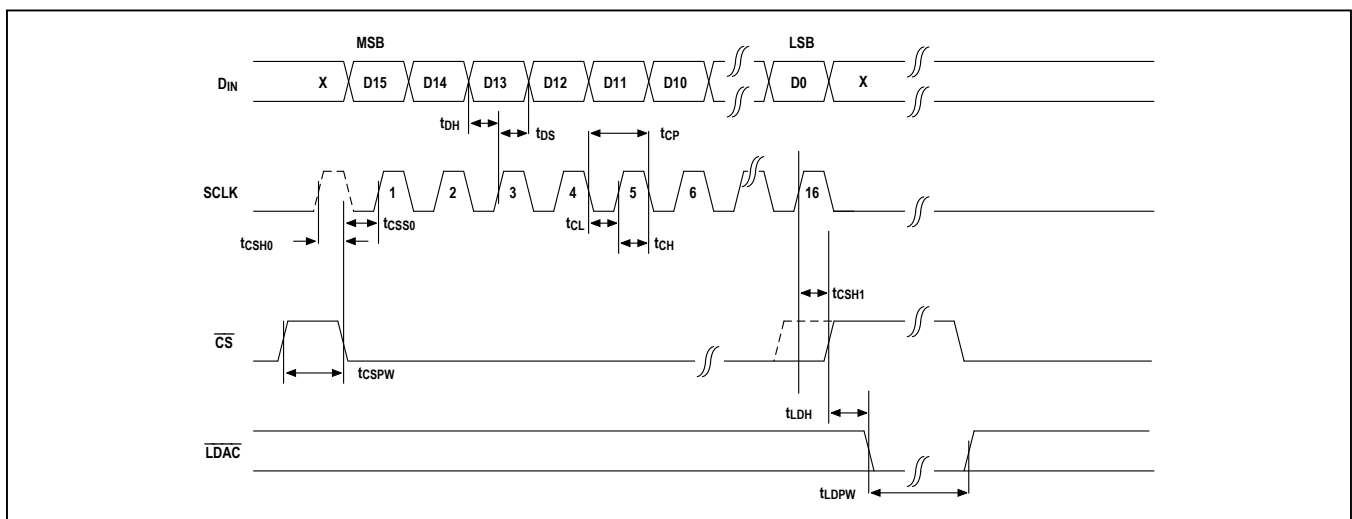 MSB LSB
DIN X D15 D14 D13 D12 D11 D10 D0 X
tDH tDS tCP
SCLK 1 2 3 4 5 6 16
tCSH0 tCSS0 tCL tCH
tCSH1
CS
tCSPW
tLDH
LDAC
tLDPW